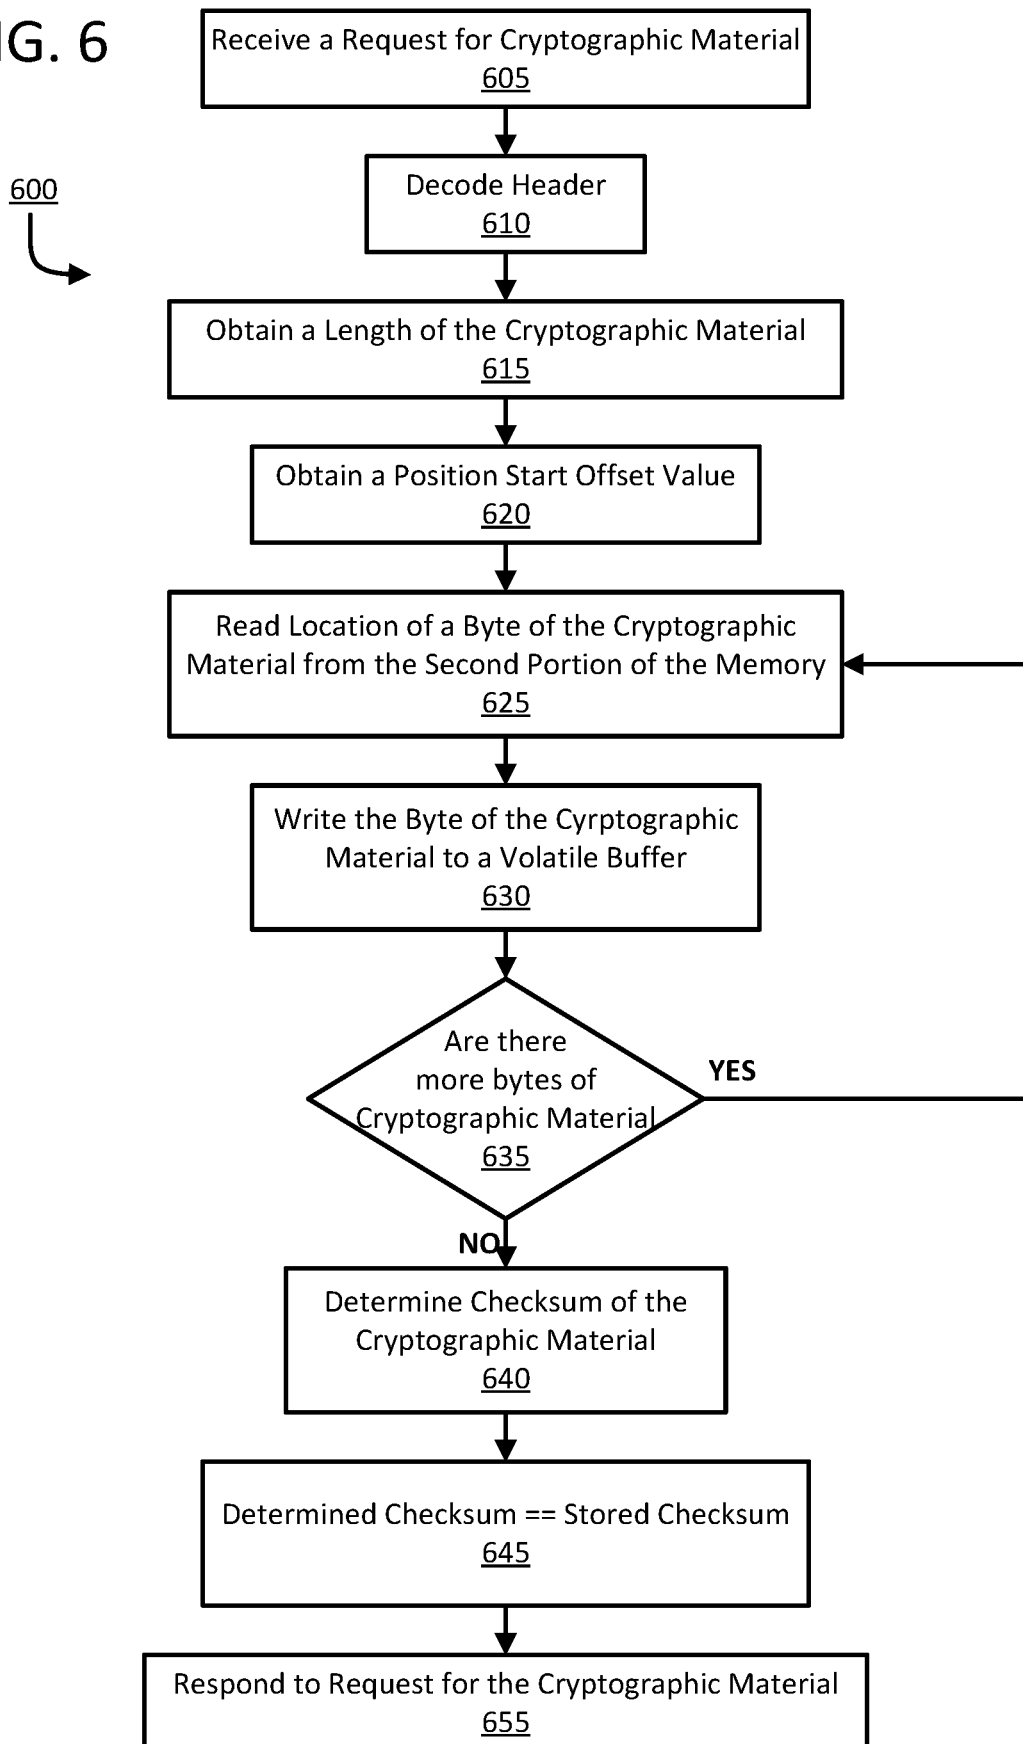 IG. 6
600
Receive a Request for Cryptographic Material
605
Decode Header
610
Obtain a Length of the Cryptographic Material
615
Obtain a Position Start Offset Value
620
Read Location of a Byte of the Cryptographic
Material from the Second Portion of the Memory
625
Write the Byte of the Cyrptographic
Material to a Volatile Buffer
630
Are there
more bytes of
Cryptographic Material
635
YES
NO
Determine Checksum of the
Cryptographic Material
640
Determined Checksum == Stored Checksum
645
Respond to Request for the Cryptographic Material
655